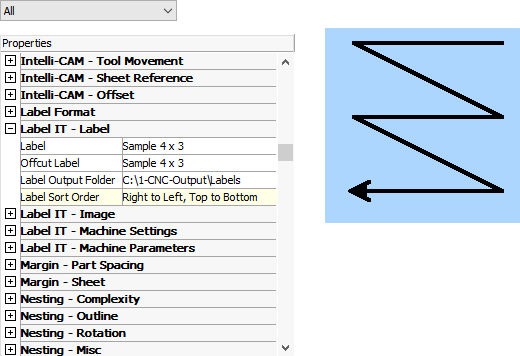 All
Properties
Intelli-CAM - Tool Movement
Intelli-CAM - Sheet Reference
Intelli-CAM - Offset
Label Format
Label IT - Label
Label Sample 4 x 3
Offcut Label Sample 4 x 3
Label Output Folder C:\1-CNC-Output\Labels
Label Sort Order Right to Left, Top to Bottom
Label IT - Image
Label IT - Machine Settings
Label IT - Machine Parameters
Margin - Part Spacing
Margin - Sheet
Nesting - Complexity
Nesting - Outline
Nesting - Rotation
Nesting - Misc